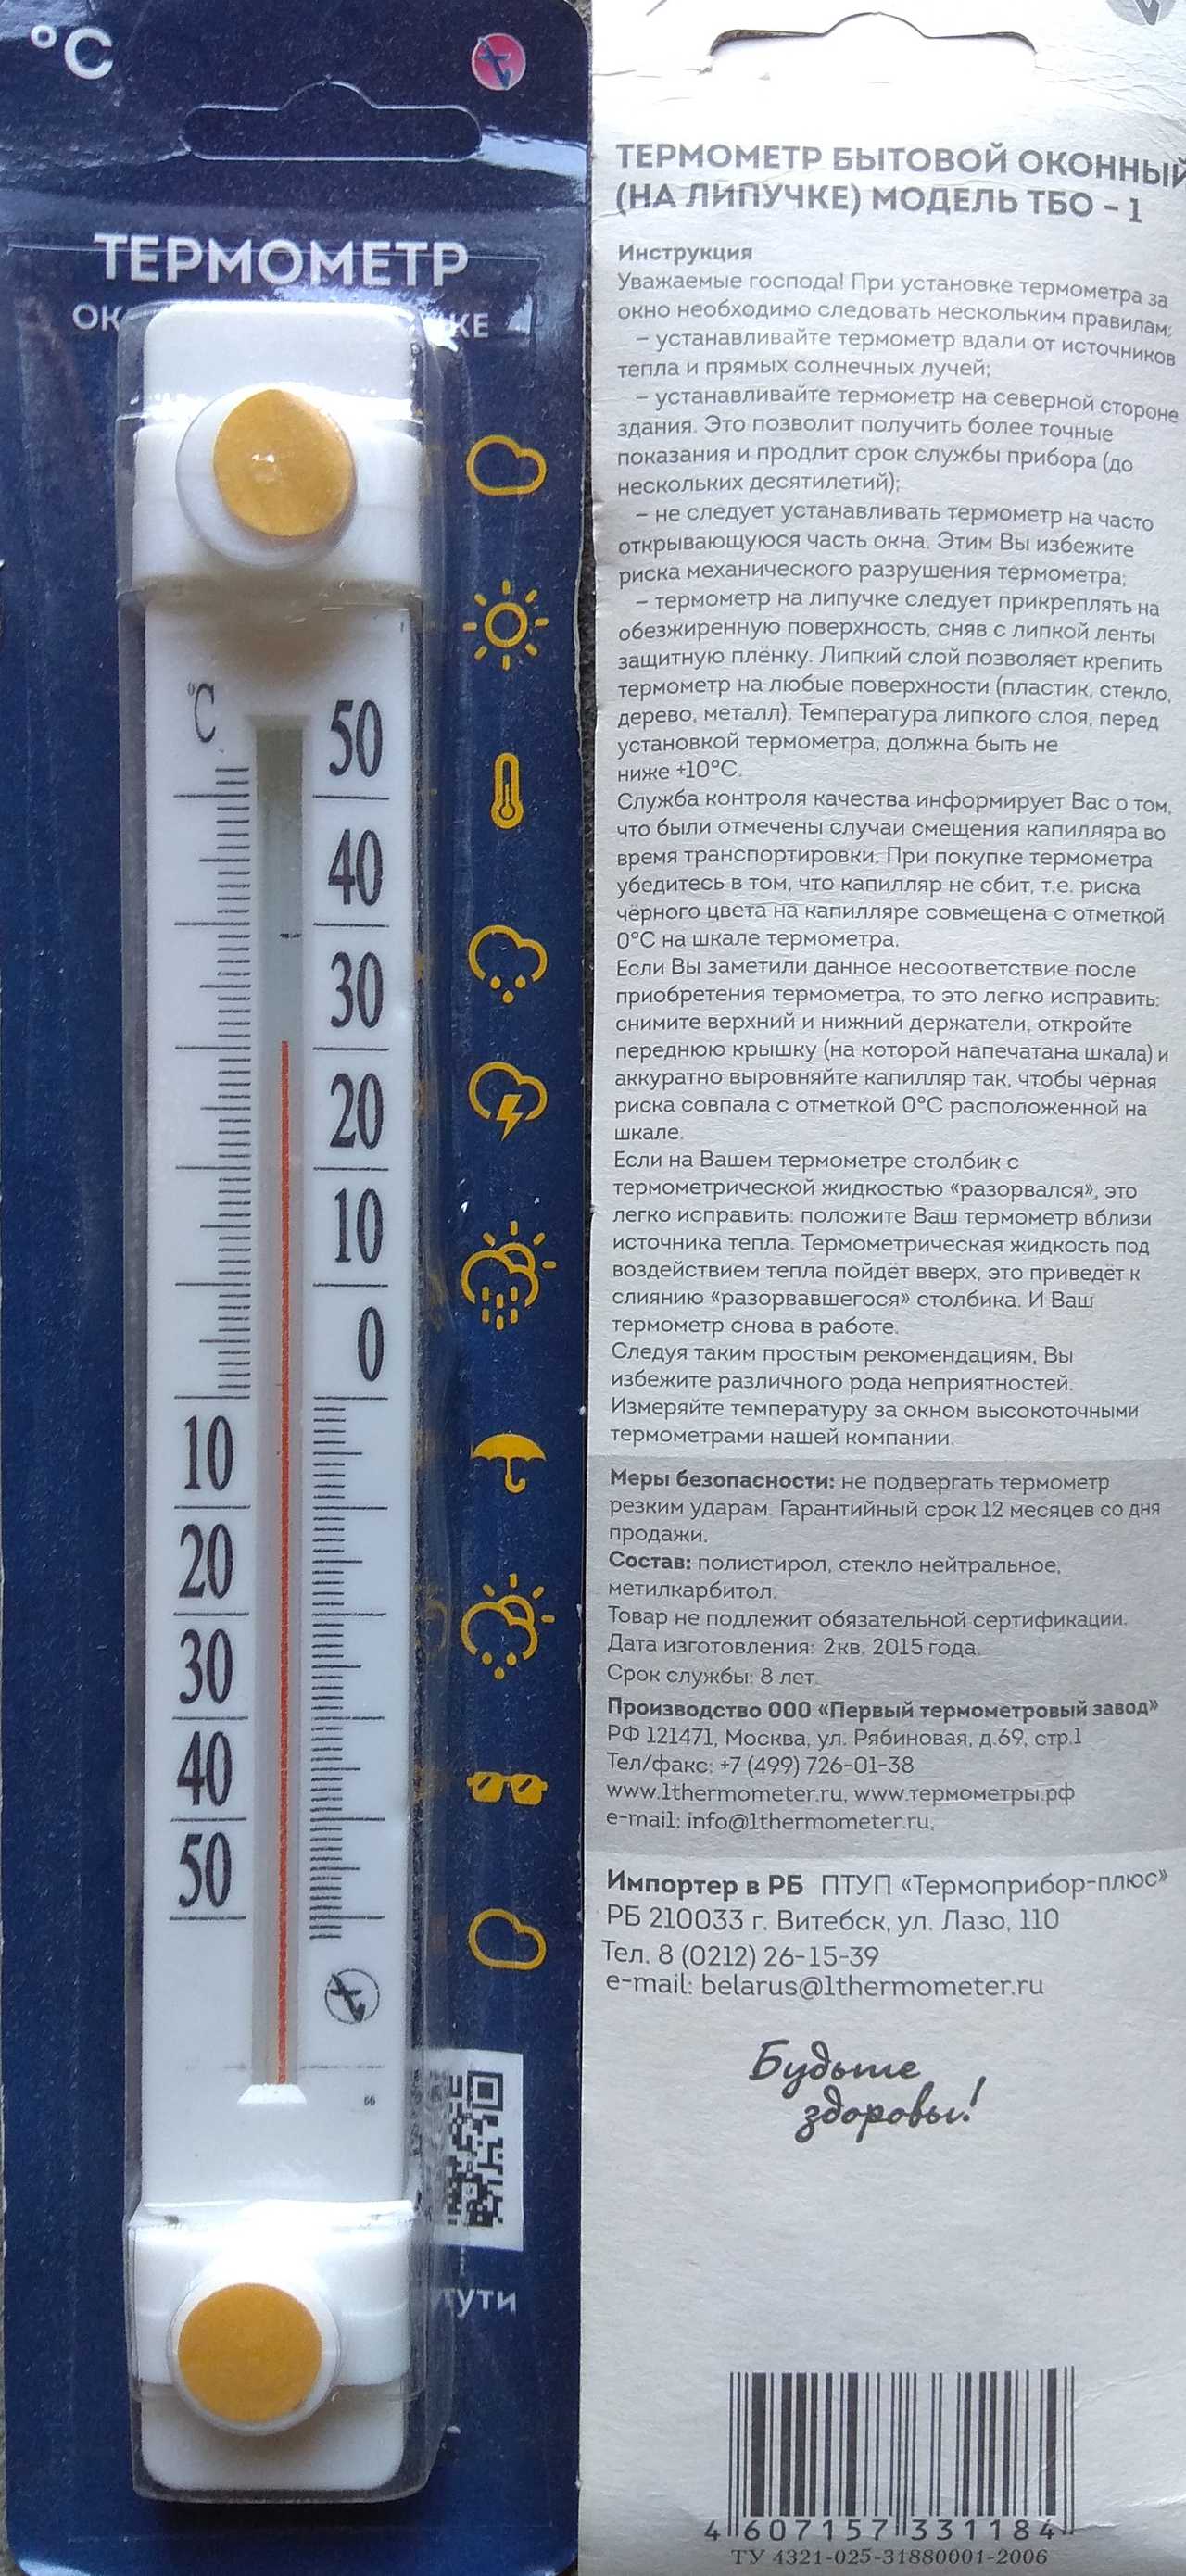 °C
ТЕРМОМЕТР
°C
50
40
30
20
10
0
10
20
30
40
50
66
ТЕРМОМЕТР БЫТОВОЙ ОКОННЫЙ
(НА ЛИПУЧКЕ) МОДЕЛЬ ТБО – 1
Инструкция
Уважаемые господа! При установке термометра за
окно необходимо следовать нескольким правилам:
– устанавливайте термометр вдали от источников
тепла и прямых солнечных лучей;
– устанавливайте термометр на северной стороне
здания. Это позволит получить более точные
показания и продлит срок службы прибора (до
нескольких десятилетий);
– не следует устанавливать термометр на часто
открывающуюся часть окна. Этим Вы избежите
риска механического разрушения термометра;
– термометр на липучке следует прикреплять на
обезжиренную поверхность, сняв с липкой ленты
защитную плёнку. Липкий слой позволяет крепить
термометр на любые поверхности (пластик, стекло,
дерево, металл). Температура липкого слоя, перед
установкой термометра, должна быть не
ниже +10°С.
Служба контроля качества информирует Вас о том,
что были отмечены случаи смещения капилляра во
время транспортировки. При покупке термометра
убедитесь в том, что капилляр не сбит, т.е. риска
чёрного цвета на капилляре совмещена с отметкой
0°С на шкале термометра.
Если Вы заметили данное несоответствие после
приобретения термометра, то это легко исправить:
снимите верхний и нижний держатели, откройте
переднюю крышку (на которой напечатана шкала) и
аккуратно выровняйте капилляр так, чтобы чёрная
риска совпала с отметкой 0°С расположенной на
шкале.
Если на Вашем термометре столбик с
термометрической жидкостью «разорвался», это
легко исправить: положите Ваш термометр вблизи
источника тепла. Термометрическая жидкость под
воздействием тепла пойдёт вверх, это приведёт к
слиянию «разорвавшегося» столбика. И Ваш
термометр снова в работе.
Следуя таким простым рекомендациям, Вы
избежите различного рода неприятностей.
Измеряйте температуру за окном высокоточными
термометрами нашей компании.
Меры безопасности: не подвергать термометр
резким ударам. Гарантийный срок 12 месяцев со дня
продажи.
Состав: полистирол, стекло нейтральное,
метилкарбитол.
Товар не подлежит обязательной сертификации.
Дата изготовления: 2кв. 2015 года.
Срок службы: 8 лет.
Производство ООО «Первый термометровый завод»
РФ 121471, Москва, ул. Рябиновая, д.69, стр.1
Тел/факс: +7 (499) 726-01-38
www.1thermometer.ru, www.термометры.рф
e-mail: info@1thermometer.ru,
Импортер в РБ ПТУП «Термоприбор-плюс»
РБ 210033 г. Витебск, ул. Лазо, 110
Тел. 8 (0212) 26-15-39
e-mail: belarus@1thermometer.ru
Будьте
здоровы!
4 607157 331184
ТУ 4321-025-31880001-2006